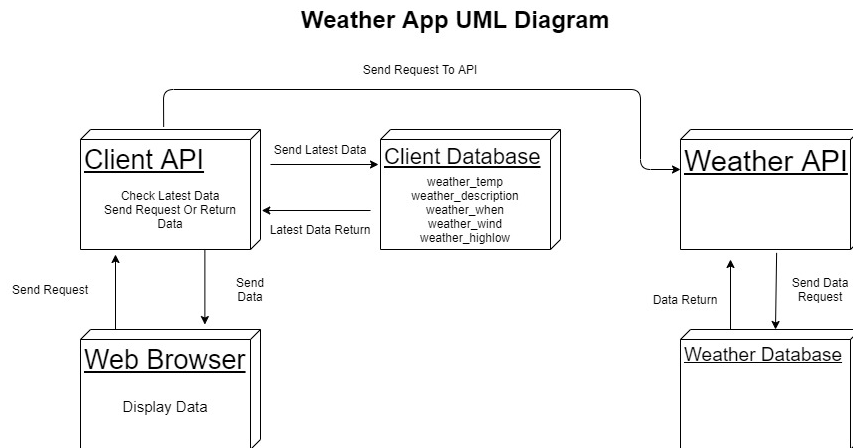 Weather App UML Diagram
Send Request To API
Client API
Check Latest Data
Send Request Or Return
Data
Send Latest Data
Latest Data Return
Client Database
weather_temp
weather_description
weather_when
weather_wind
weather_highlow
Weather API
Send Request
Send
Data
Data Return
Send Data
Request
Web Browser
Display Data
Weather Database